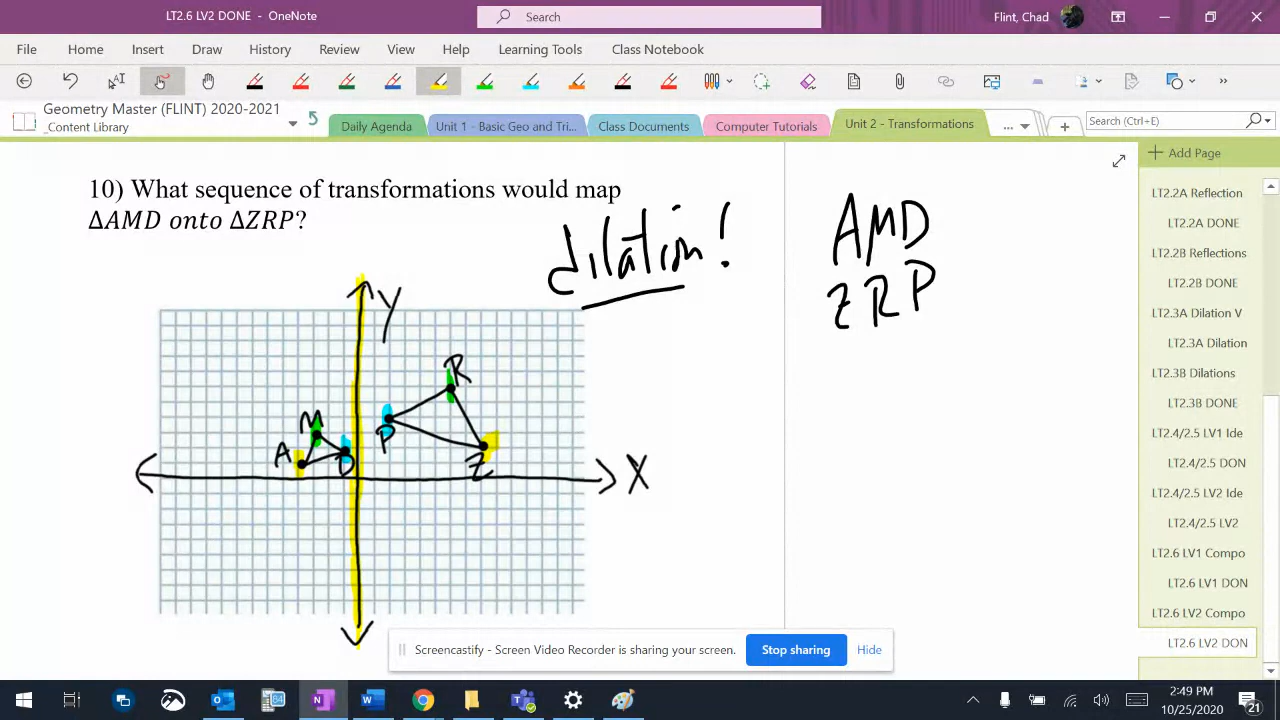 LT2.6 LV2 DONE - OneNote
Search
Flint, Chad
File Home Insert Draw History Review View Help Learning Tools Class Notebook
Geometry Master (FLINT) 2020-2021
_Content Library
Daily Agenda
Unit 1 - Basic Geo and Tri...
Class Documents
Computer Tutorials
Unit 2 - Transformations
...
Search (Ctrl+E)
Add Page
LT2.2A Reflection
LT2.2A DONE
LT2.2B Reflections
LT2.2B DONE
LT2.3A Dilation V
LT2.3A Dilation
LT2.3B Dilations
LT2.3B DONE
LT2.4/2.5 LV1 Ide
LT2.4/2.5 DON
LT2.4/2.5 LV2 Ide
LT2.4/2.5 LV2
LT2.6 LV1 Compo
LT2.6 LV1 DON
LT2.6 LV2 Compo
LT2.6 LV2 DON
10) What sequence of transformations would map
ΔAMD onto ΔZRP?
dilation!
AMD
ZRP
Y
R
M
P
A
D
Z
X
Screencastify - Screen Video Recorder is sharing your screen.
Stop sharing
Hide
2:49 PM
10/25/2020
21